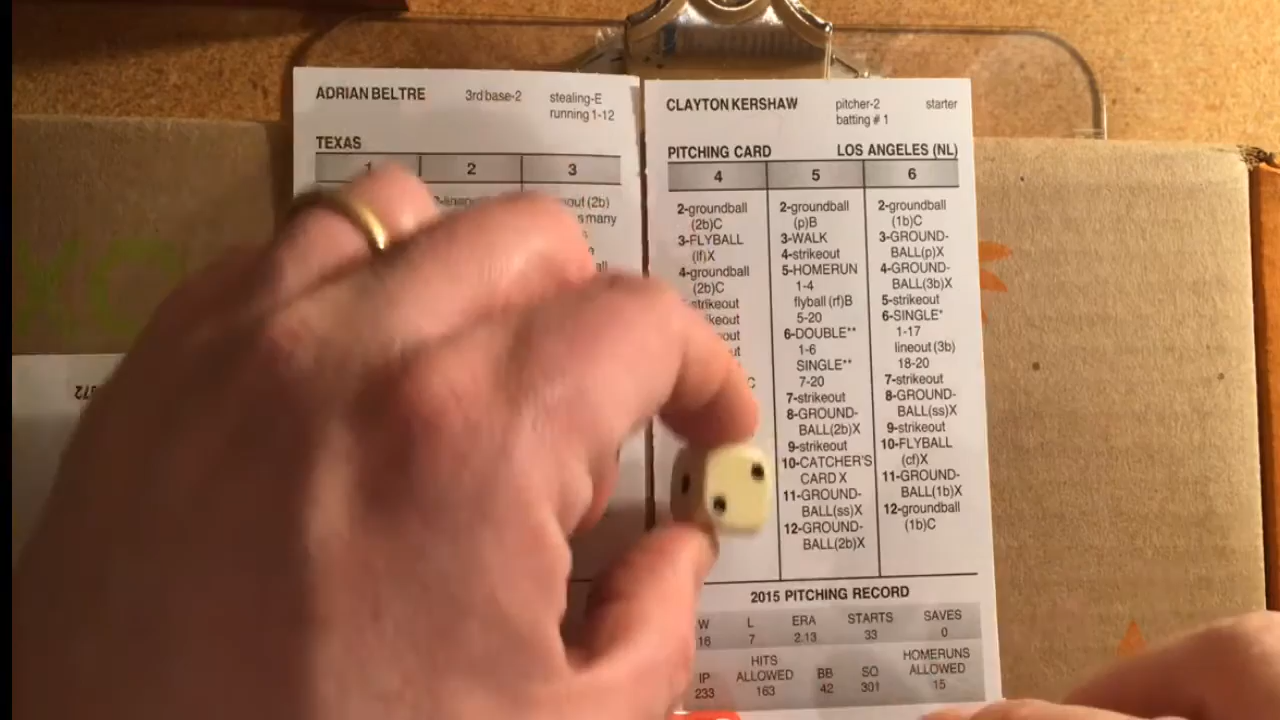 ADRIAN BELTRE 3rd base-2 stealing-E
running 1-12
TEXAS
1 2 3
out (2b)
s many
CLAYTON KERSHAW pitcher-2 starter
batting # 1
PITCHING CARD LOS ANGELES (NL)
4 5 6
2-groundball
(2b)C
3-FLYBALL
(lf)X
4-groundball
(2b)C
strikeout
2-groundball
(p)B
3-WALK
4-strikeout
5-HOMERUN
1-4
flyball (rf)B
5-20
6-DOUBLE**
1-6
SINGLE**
7-20
7-strikeout
8-GROUND-
BALL(2b)X
9-strikeout
10-CATCHER'S
CARD X
11-GROUND-
BALL(ss)X
12-GROUND-
BALL(2b)X
2-groundball
(1b)C
3-GROUND-
BALL(p)X
4-GROUND-
BALL(3b)X
5-strikeout
6-SINGLE*
1-17
lineout (3b)
18-20
7-strikeout
8-GROUND-
BALL(ss)X
9-strikeout
10-FLYBALL
(cf)X
11-GROUND-
BALL(1b)X
12-groundball
(1b)C
2015 PITCHING RECORD
W L ERA STARTS SAVES
16 7 2.13 33 0
IP HITS ALLOWED BB SO HOMERUNS ALLOWED
233 163 42 301 15